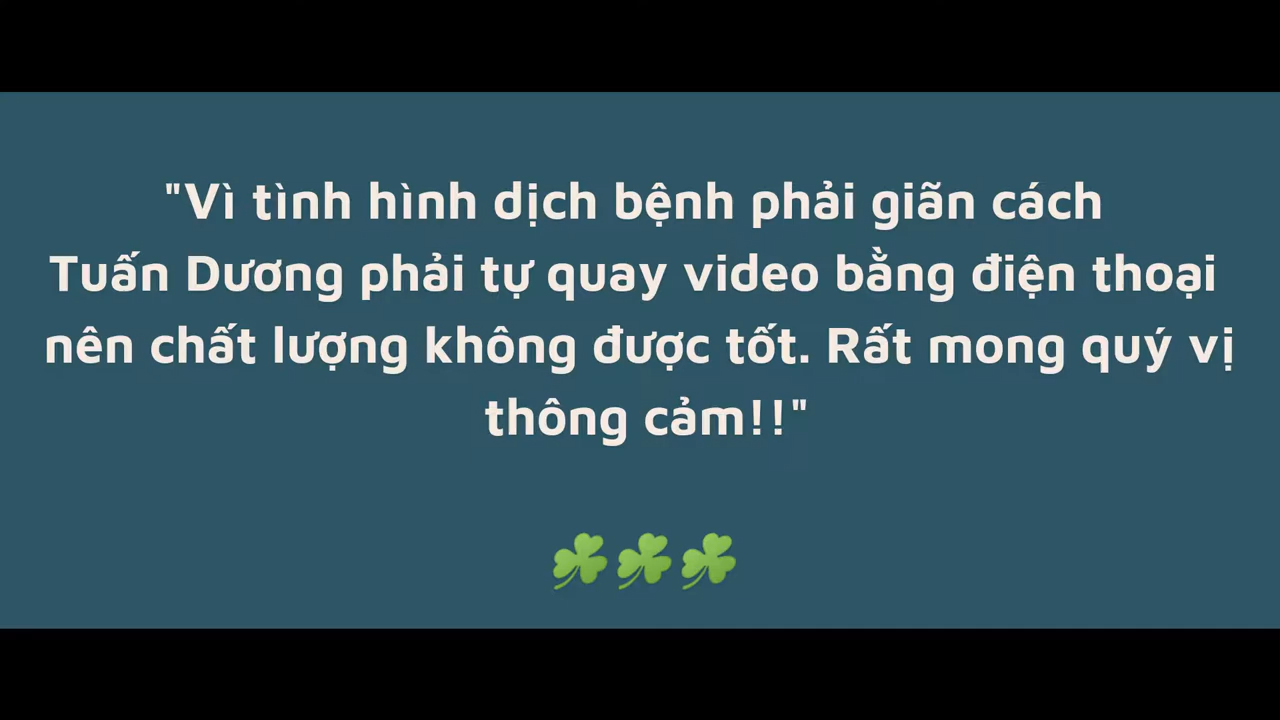 "Vì tình hình dịch bệnh phải giãn cách
Tuấn Dương phải tự quay video bằng điện thoại
nên chất lượng không được tốt. Rất mong quý vị
thông cảm!!"